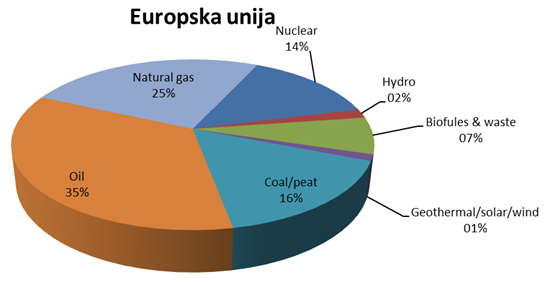 Europska unija
Nuclear
14%
Natural gas
25%
Hydro
02%
Biofules & waste
07%
Oil
35%
Coal/peat
16%
Geothermal/solar/wind
01%